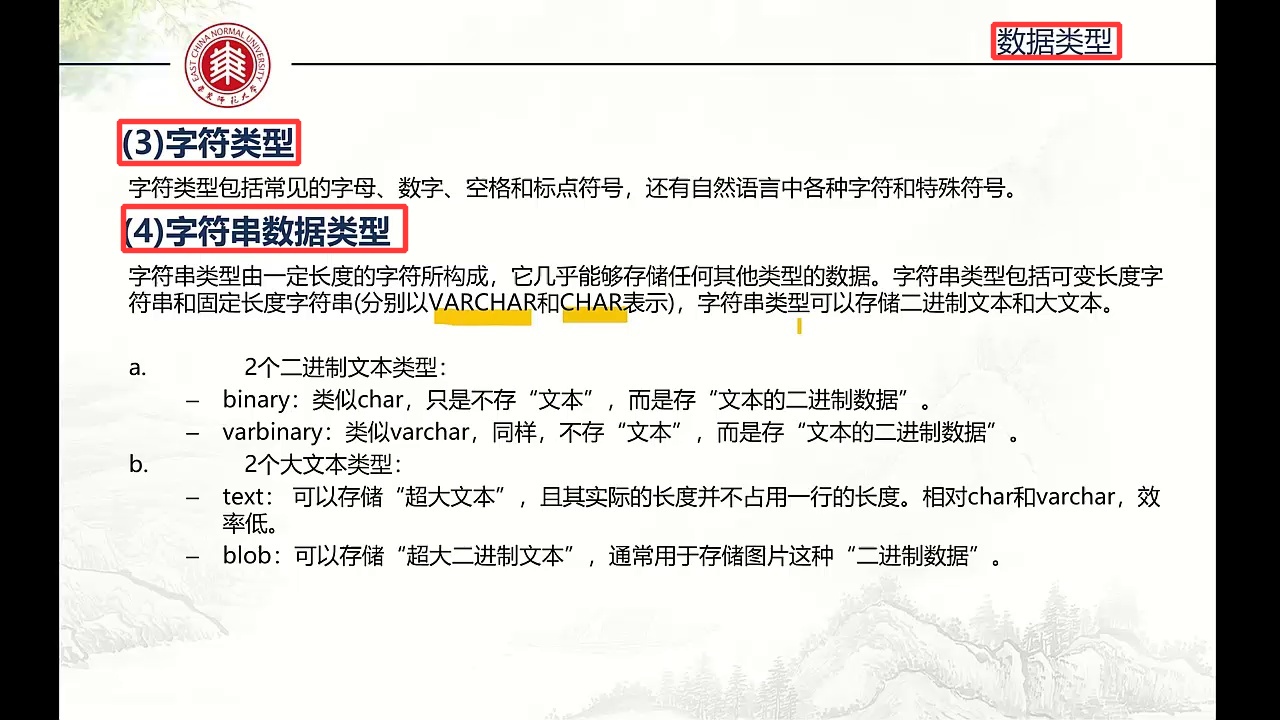 EAST CHINA NORMAL UNIVERSITY
华东师范大学
数据类型
(3)字符类型
字符类型包括常见的字母、数字、空格和标点符号，还有自然语言中各种字符和特殊符号。
(4)字符串数据类型
字符串类型由一定长度的字符所构成，它几乎能够存储任何其他类型的数据。字符串类型包括可变长度字
符串和固定长度字符串(分别以VARCHAR和CHAR表示)，字符串类型可以存储二进制文本和大文本。
a. 2个二进制文本类型：
– binary：类似char，只是不存“文本”，而是存“文本的二进制数据”。
– varbinary：类似varchar，同样，不存“文本”，而是存“文本的二进制数据”。
b. 2个大文本类型：
– text： 可以存储“超大文本”，且其实际的长度并不占用一行的长度。相对char和varchar，效
率低。
– blob：可以存储“超大二进制文本”，通常用于存储图片这种“二进制数据”。